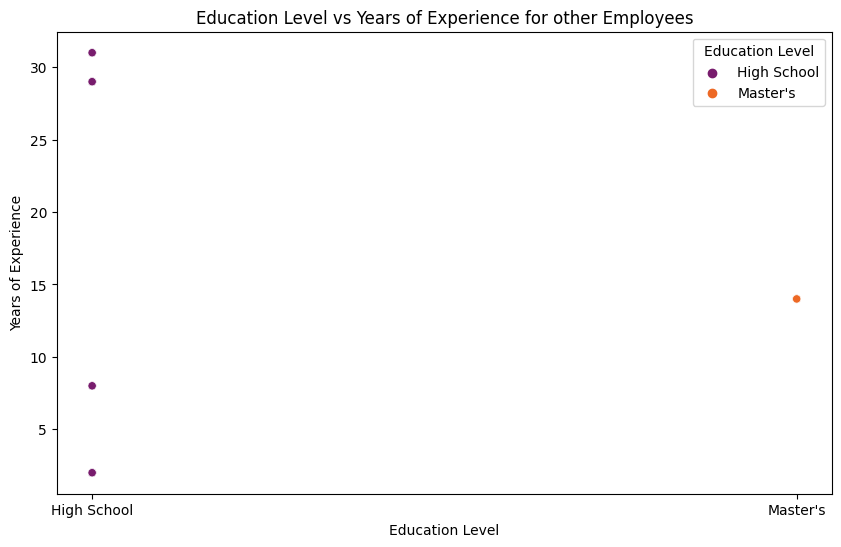 Education Level vs Years of Experience for other Employees
Education Level
High School
Master's
30
25
20
15
10
5
Years of Experience
High School
Master's
Education Level